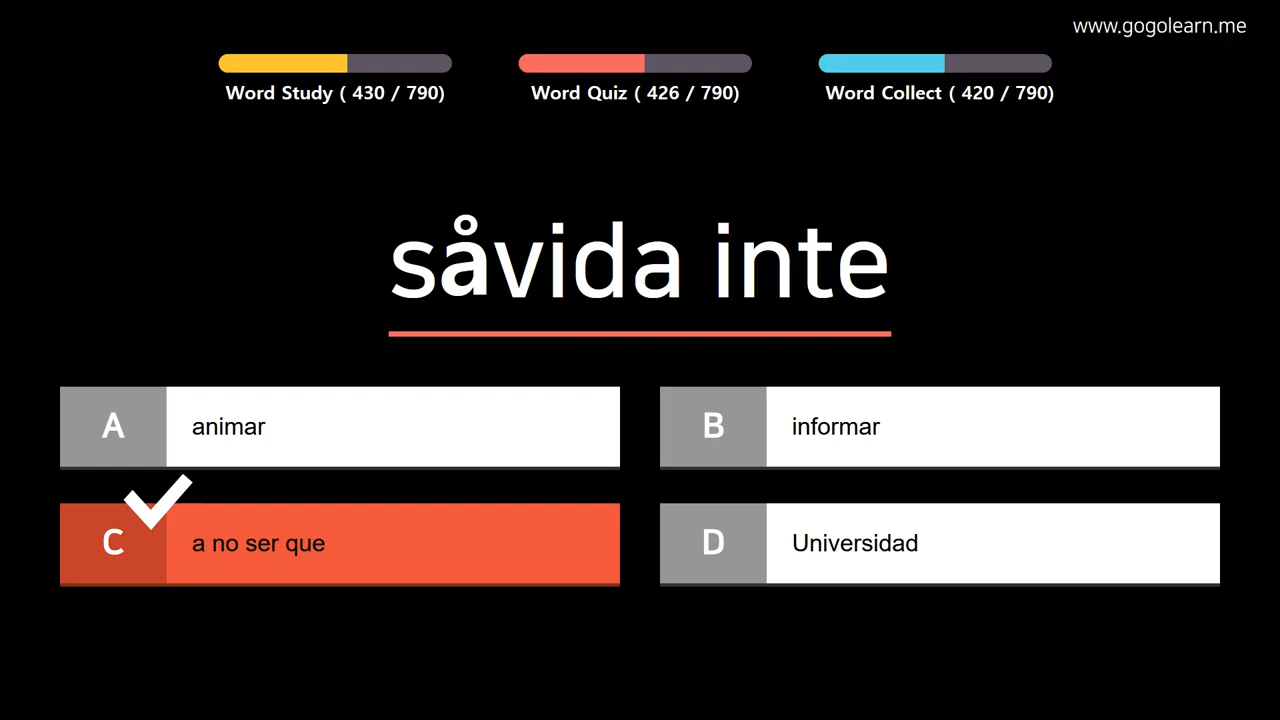 www.gogolearn.me
Word Study ( 430 / 790)
Word Quiz ( 426 / 790)
Word Collect ( 420 / 790)
såvida inte
A animar
B informar
C a no ser que
D Universidad